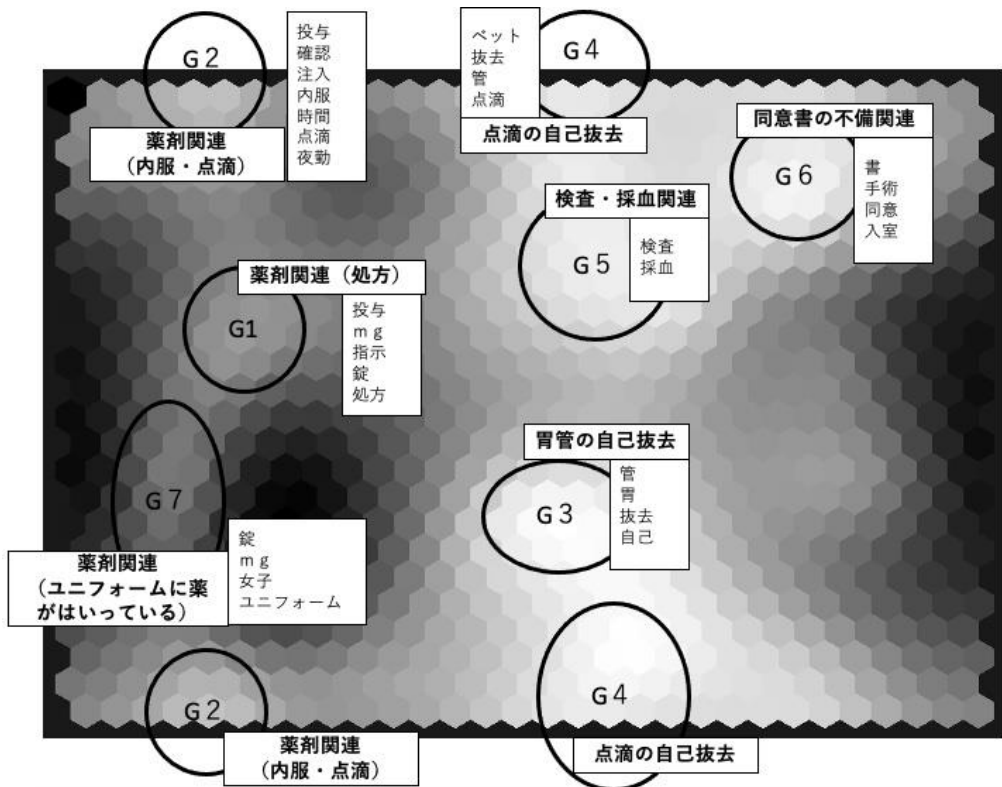 G2
投与
確認
注入
内服
時間
点滴
夜勤
薬剤関連
(内服・点滴)
ベット
抜去
管
点滴
G4
点滴の自己抜去
同意書の不備関連
G6
書
手術
同意
入室
検査・採血関連
G5
検査
採血
薬剤関連（処方）
G1
投与
ｍｇ
指示
錠
処方
胃管の自己抜去
G3
管
胃
抜去
自己
G7
錠
ｍｇ
女子
ユニフォーム
薬剤関連
(ユニフォームに薬
がはいっている)
G2
薬剤関連
(内服・点滴)
G4
点滴の自己抜去